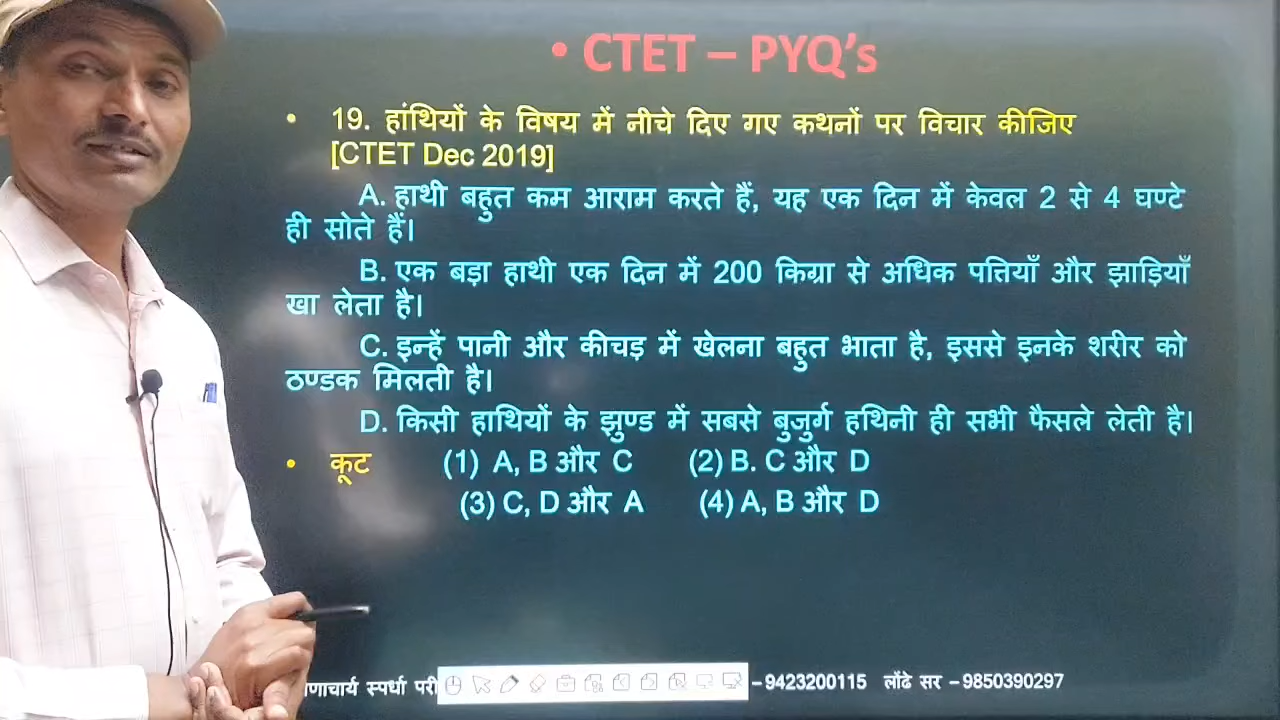 • CTET – PYQ’s
• 19. हांथियों के विषय में नीचे दिए गए कथनों पर विचार कीजिए
[CTET Dec 2019]
A. हाथी बहुत कम आराम करते हैं, यह एक दिन में केवल 2 से 4 घण्टे
ही सोते हैं।
B. एक बड़ा हाथी एक दिन में 200 किग्रा से अधिक पत्तियाँ और झाड़ियाँ
खा लेता है।
C. इन्हें पानी और कीचड़ में खेलना बहुत भाता है, इससे इनके शरीर को
ठण्डक मिलती है।
D. किसी हाथियों के झुण्ड में सबसे बुजुर्ग हथिनी ही सभी फैसले लेती है।
• कूट (1) A, B और C (2) B. C और D
(3) C, D और A (4) A, B और D
स्पर्धा – 9423200115 लोंढे सर – 9850390297